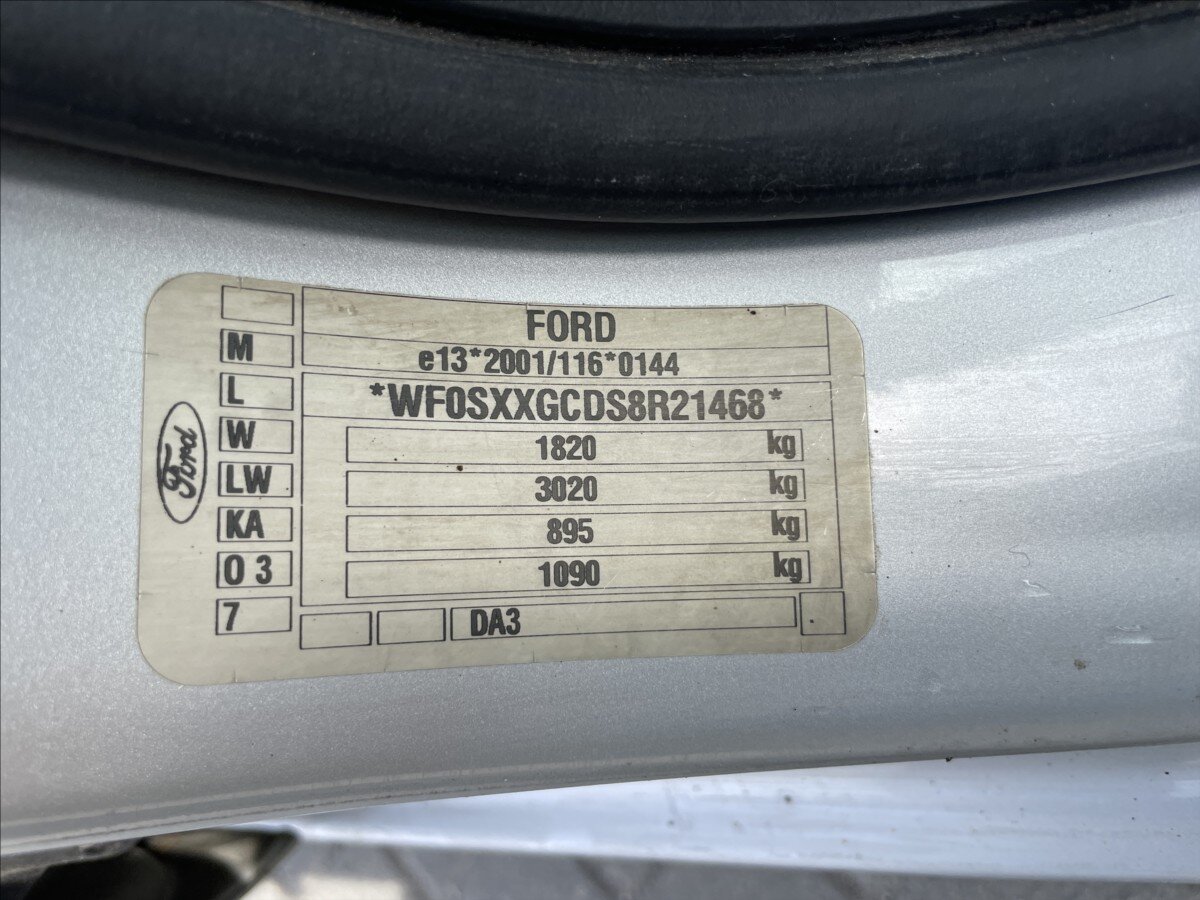 FORD
M e13*2001/116*0144
L *WF0SXXGCDS8R21468*
W 1820 kg
LW 3020 kg
KA 895 kg
O 3 1090 kg
7 DA3
Ford